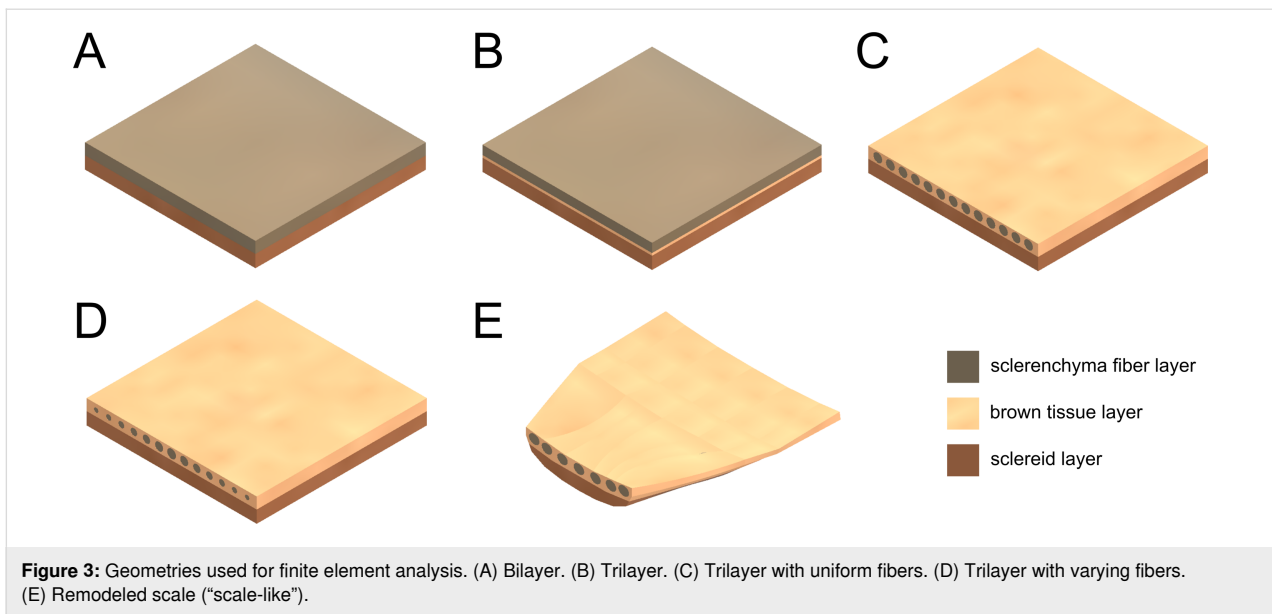 A
B
C
D
E
sclerenchyma fiber layer
brown tissue layer
sclereid layer
Figure 3: Geometries used for finite element analysis. (A) Bilayer. (B) Trilayer. (C) Trilayer with uniform fibers. (D) Trilayer with varying fibers.
(E) Remodeled scale (“scale-like”).